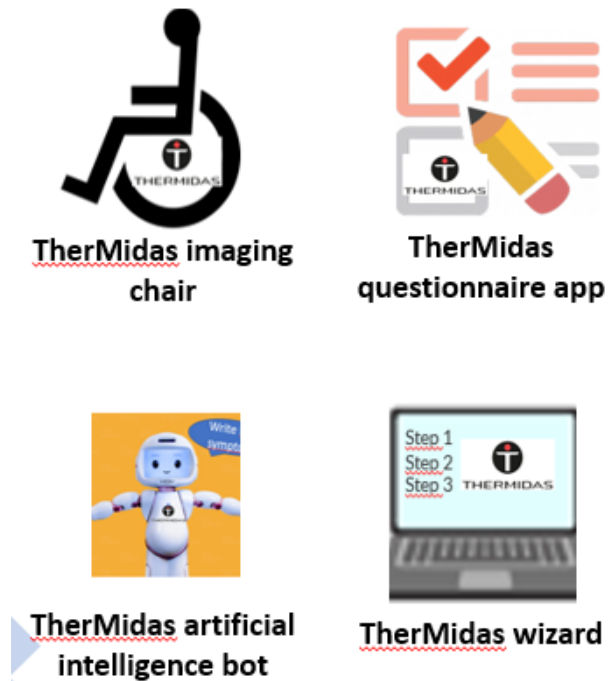 THERMIDAS
TherMidas imaging
chair
THERMIDAS
TherMidas
questionnaire app
Write
THERMIDAS
TherMidas artificial
intelligence bot
Step 1
Step 2
Step 3
THERMIDAS
TherMidas wizard